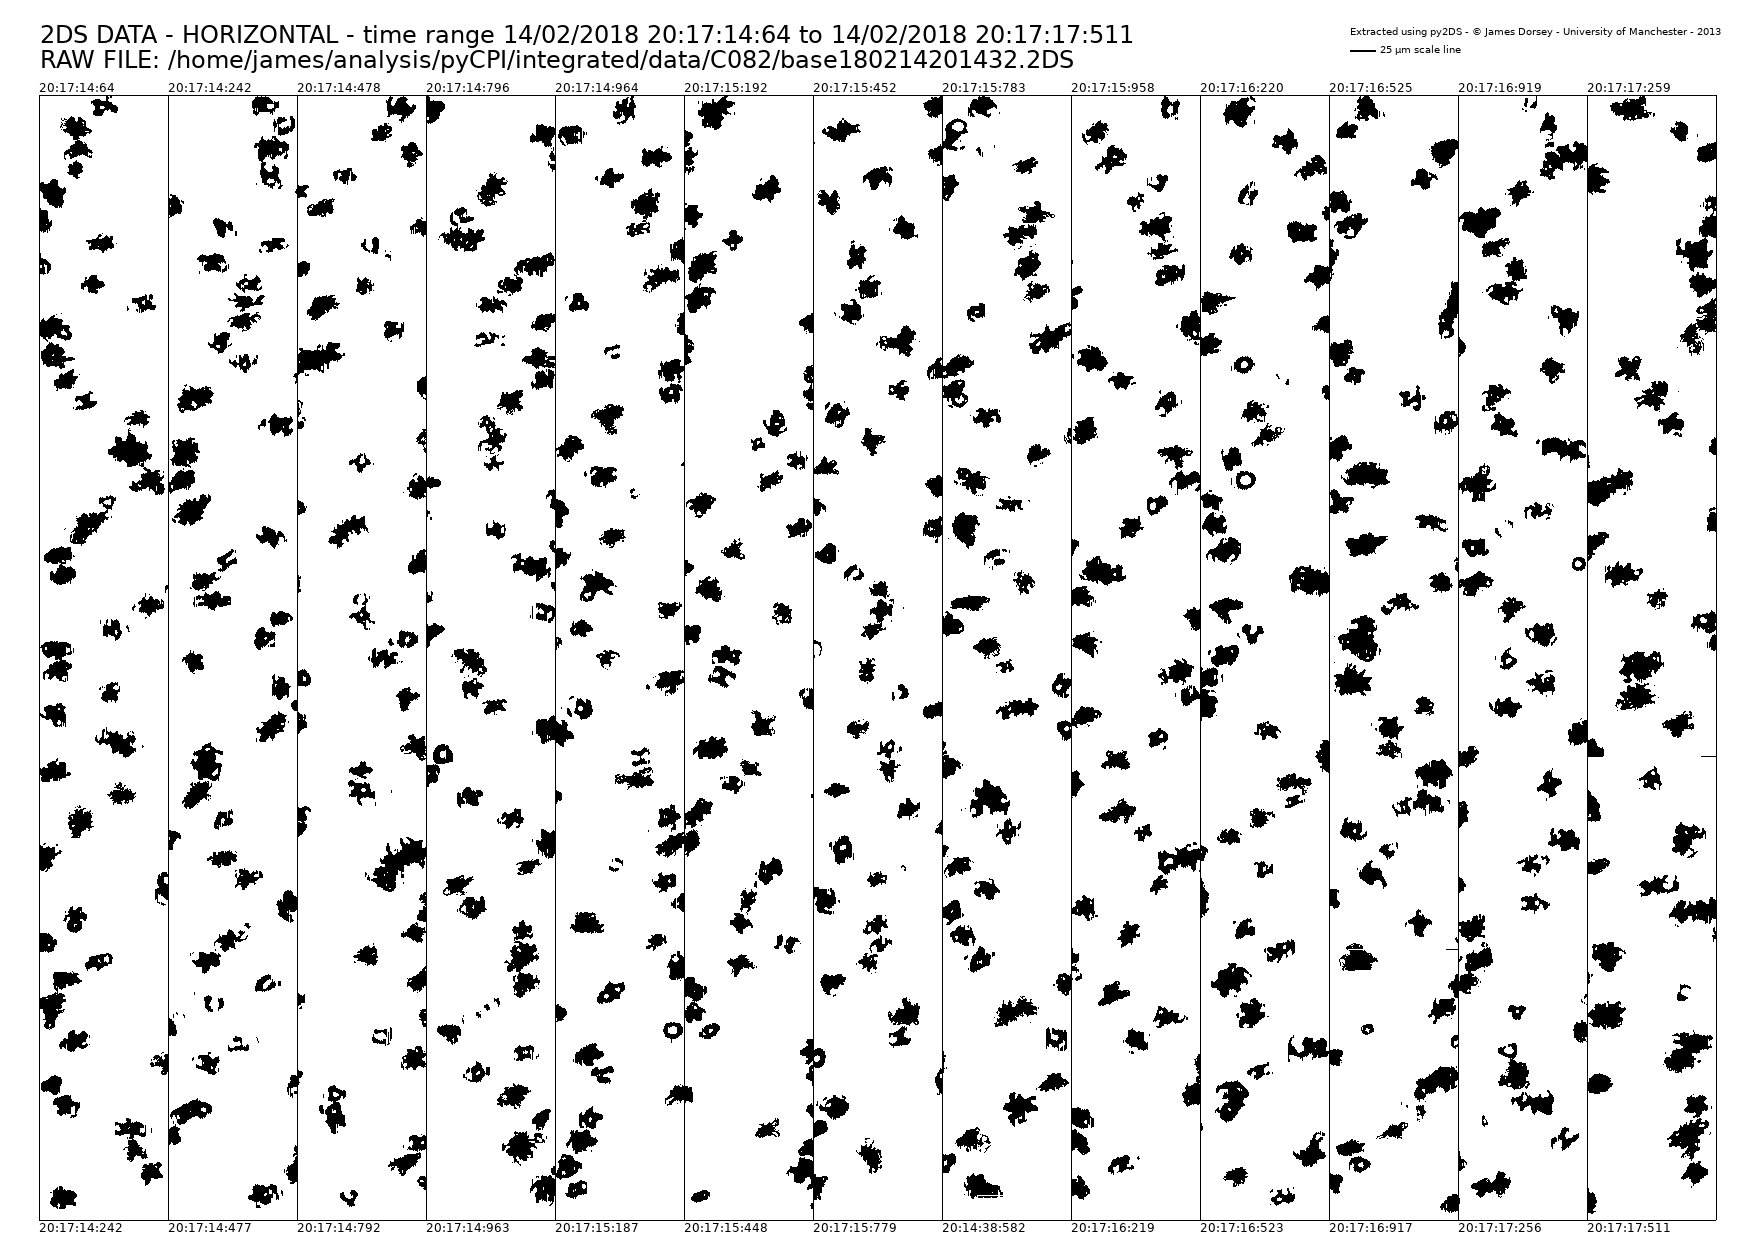 2DS DATA - HORIZONTAL - time range 14/02/2018 20:17:14:64 to 14/02/2018 20:17:17:511
RAW FILE: /home/james/analysis/pyCPI/integrated/data/C082/base180214201432.2DS
Extracted using py2DS - © James Dorsey - University of Manchester - 2013
25 µm scale line
20:17:14:64 20:17:14:242 20:17:14:478 20:17:14:796 20:17:14:964 20:17:15:192 20:17:15:452 20:17:15:783 20:17:15:958 20:17:16:220 20:17:16:525 20:17:16:919 20:17:17:259
20:17:14:242 20:17:14:477 20:17:14:792 20:17:14:963 20:17:15:187 20:17:15:448 20:17:15:779 20:14:38:582 20:17:16:219 20:17:16:523 20:17:16:917 20:17:17:256 20:17:17:511